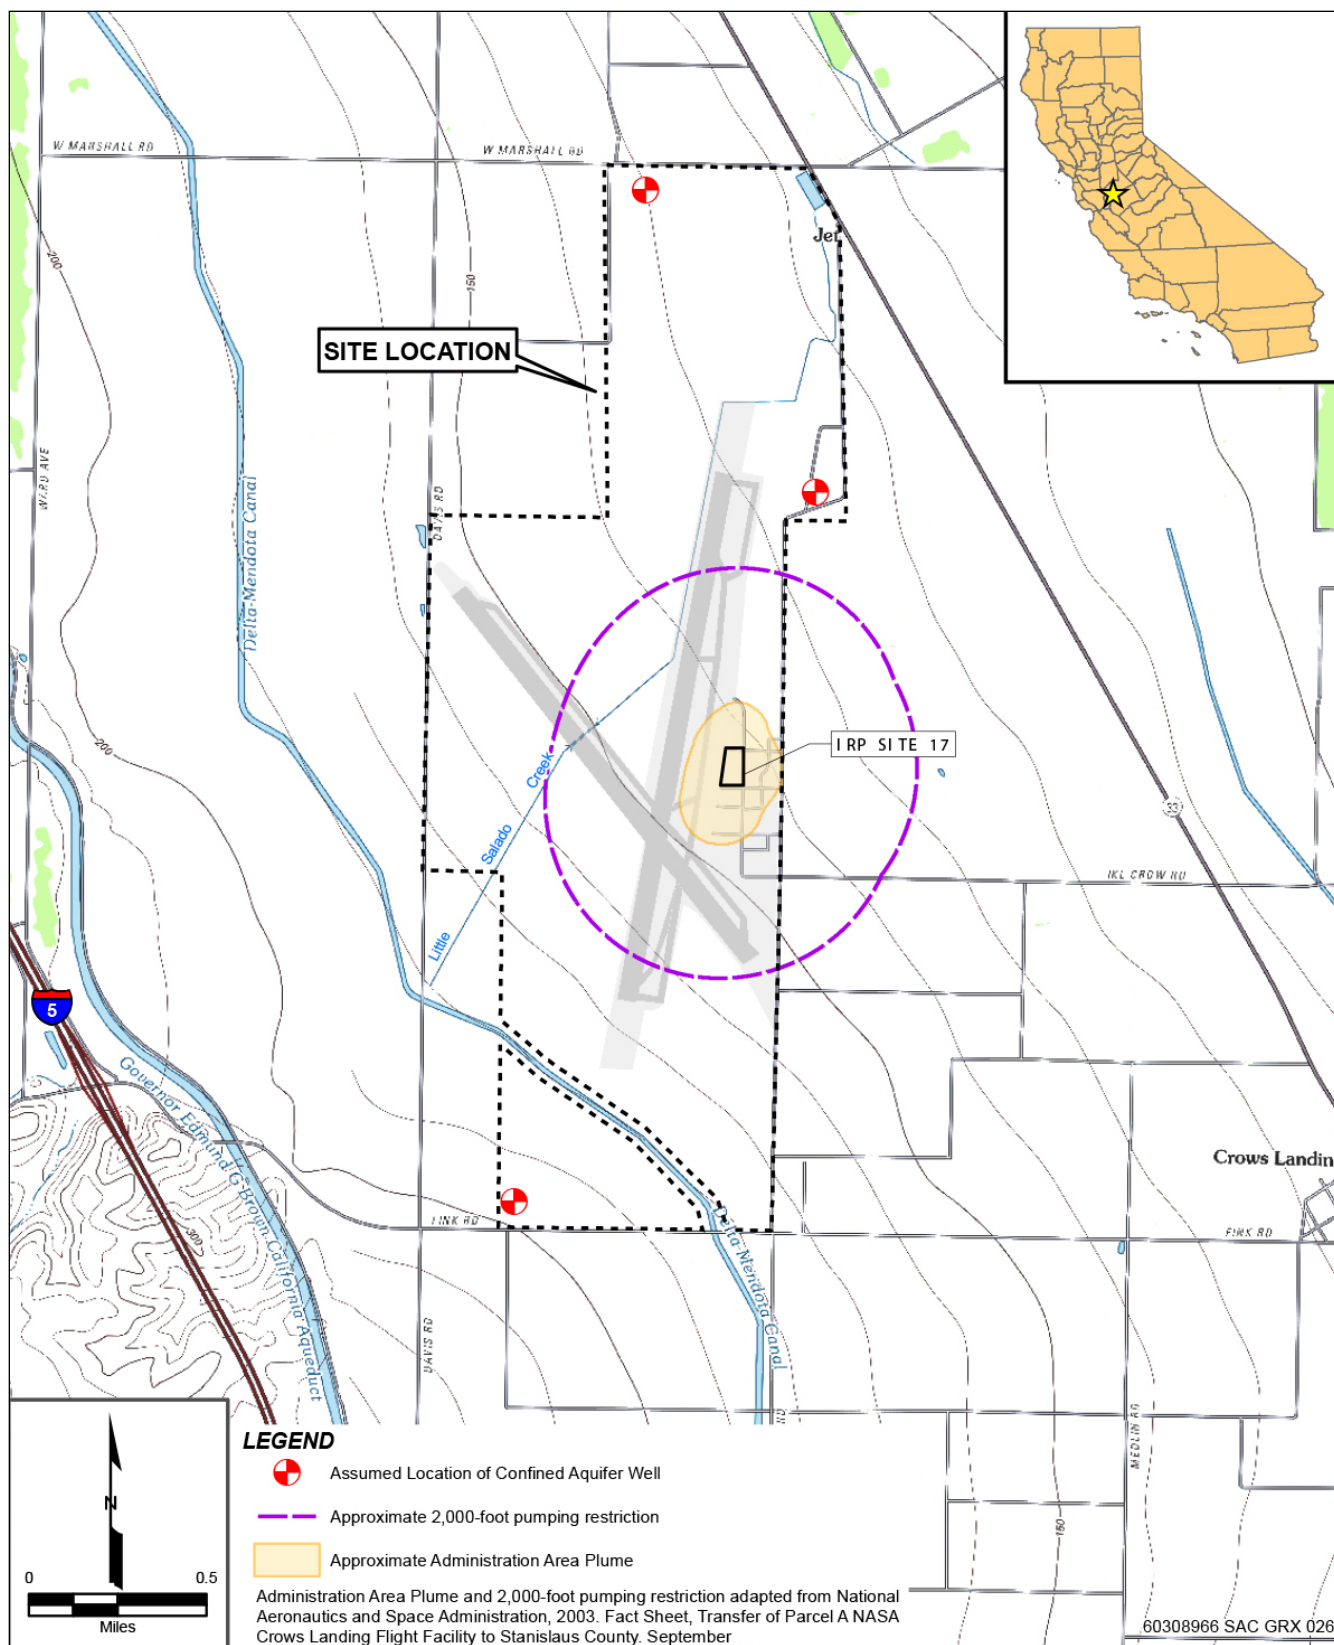 W MARSHALL RD
W MARSHALL RD
Jet
200
150
SITE LOCATION
WARD AVE
DAVIS RD
Delta-Mendota Canal
200
Creek
Salado
Little
IRP SITE 17
33
IKL CROW RD
5
Governor Edmund G Brown California Aqueduct
300
Crows Landin
FINK RD
FINK RD
Delta-Mendota Canal
DAVIS RD
MEDLIN RD
150
LEGEND
Assumed Location of Confined Aquifer Well
Approximate 2,000-foot pumping restriction
Approximate Administration Area Plume
N
0 0.5
Miles
Administration Area Plume and 2,000-foot pumping restriction adapted from National
Aeronautics and Space Administration, 2003. Fact Sheet, Transfer of Parcel A NASA
Crows Landing Flight Facility to Stanislaus County. September
60308966 SAC GRX 026